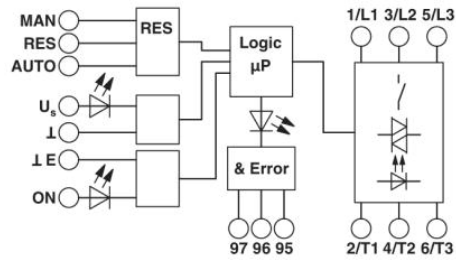 MAN
RES
AUTO
RES
Us
⊥
⊥ E
ON
Logic
µP
& Error
97 96 95
1/L1 3/L2 5/L3
2/T1 4/T2 6/T3